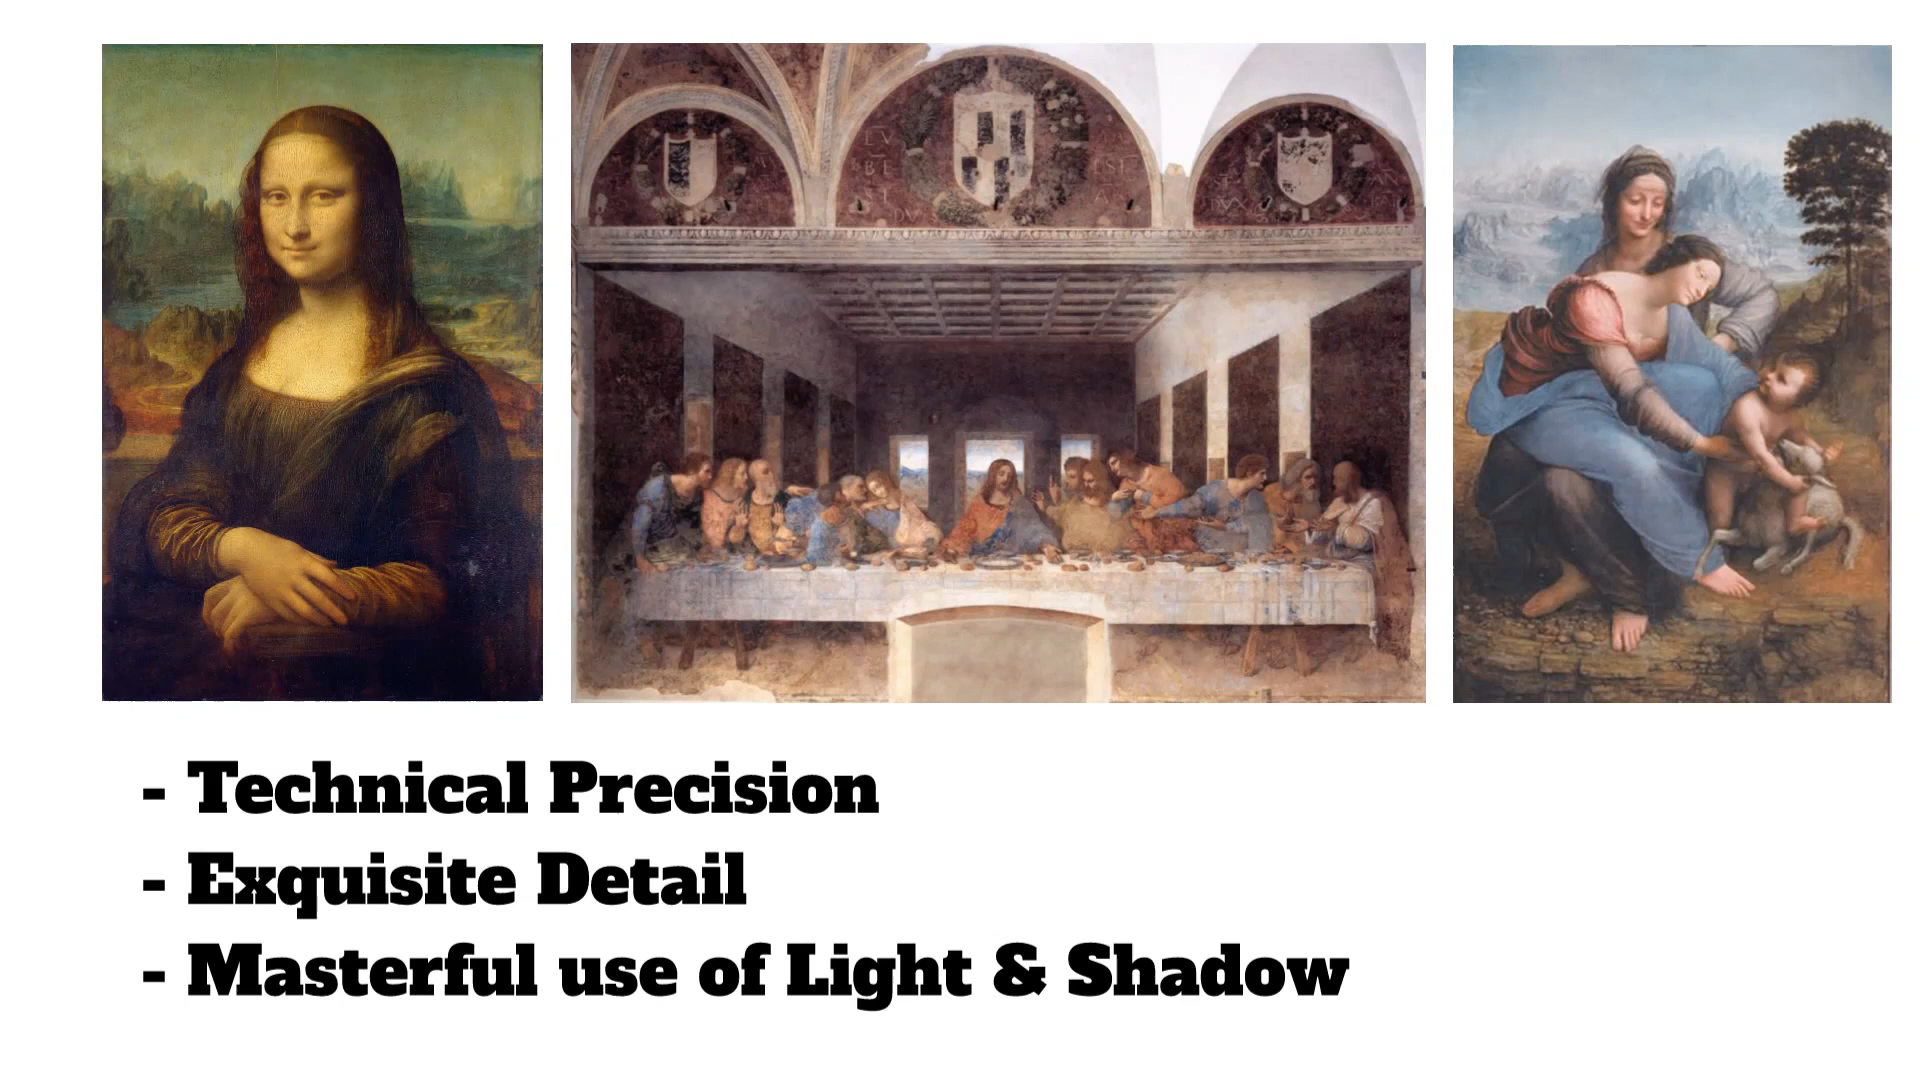 - Technical Precision
- Exquisite Detail
- Masterful use of Light & Shadow